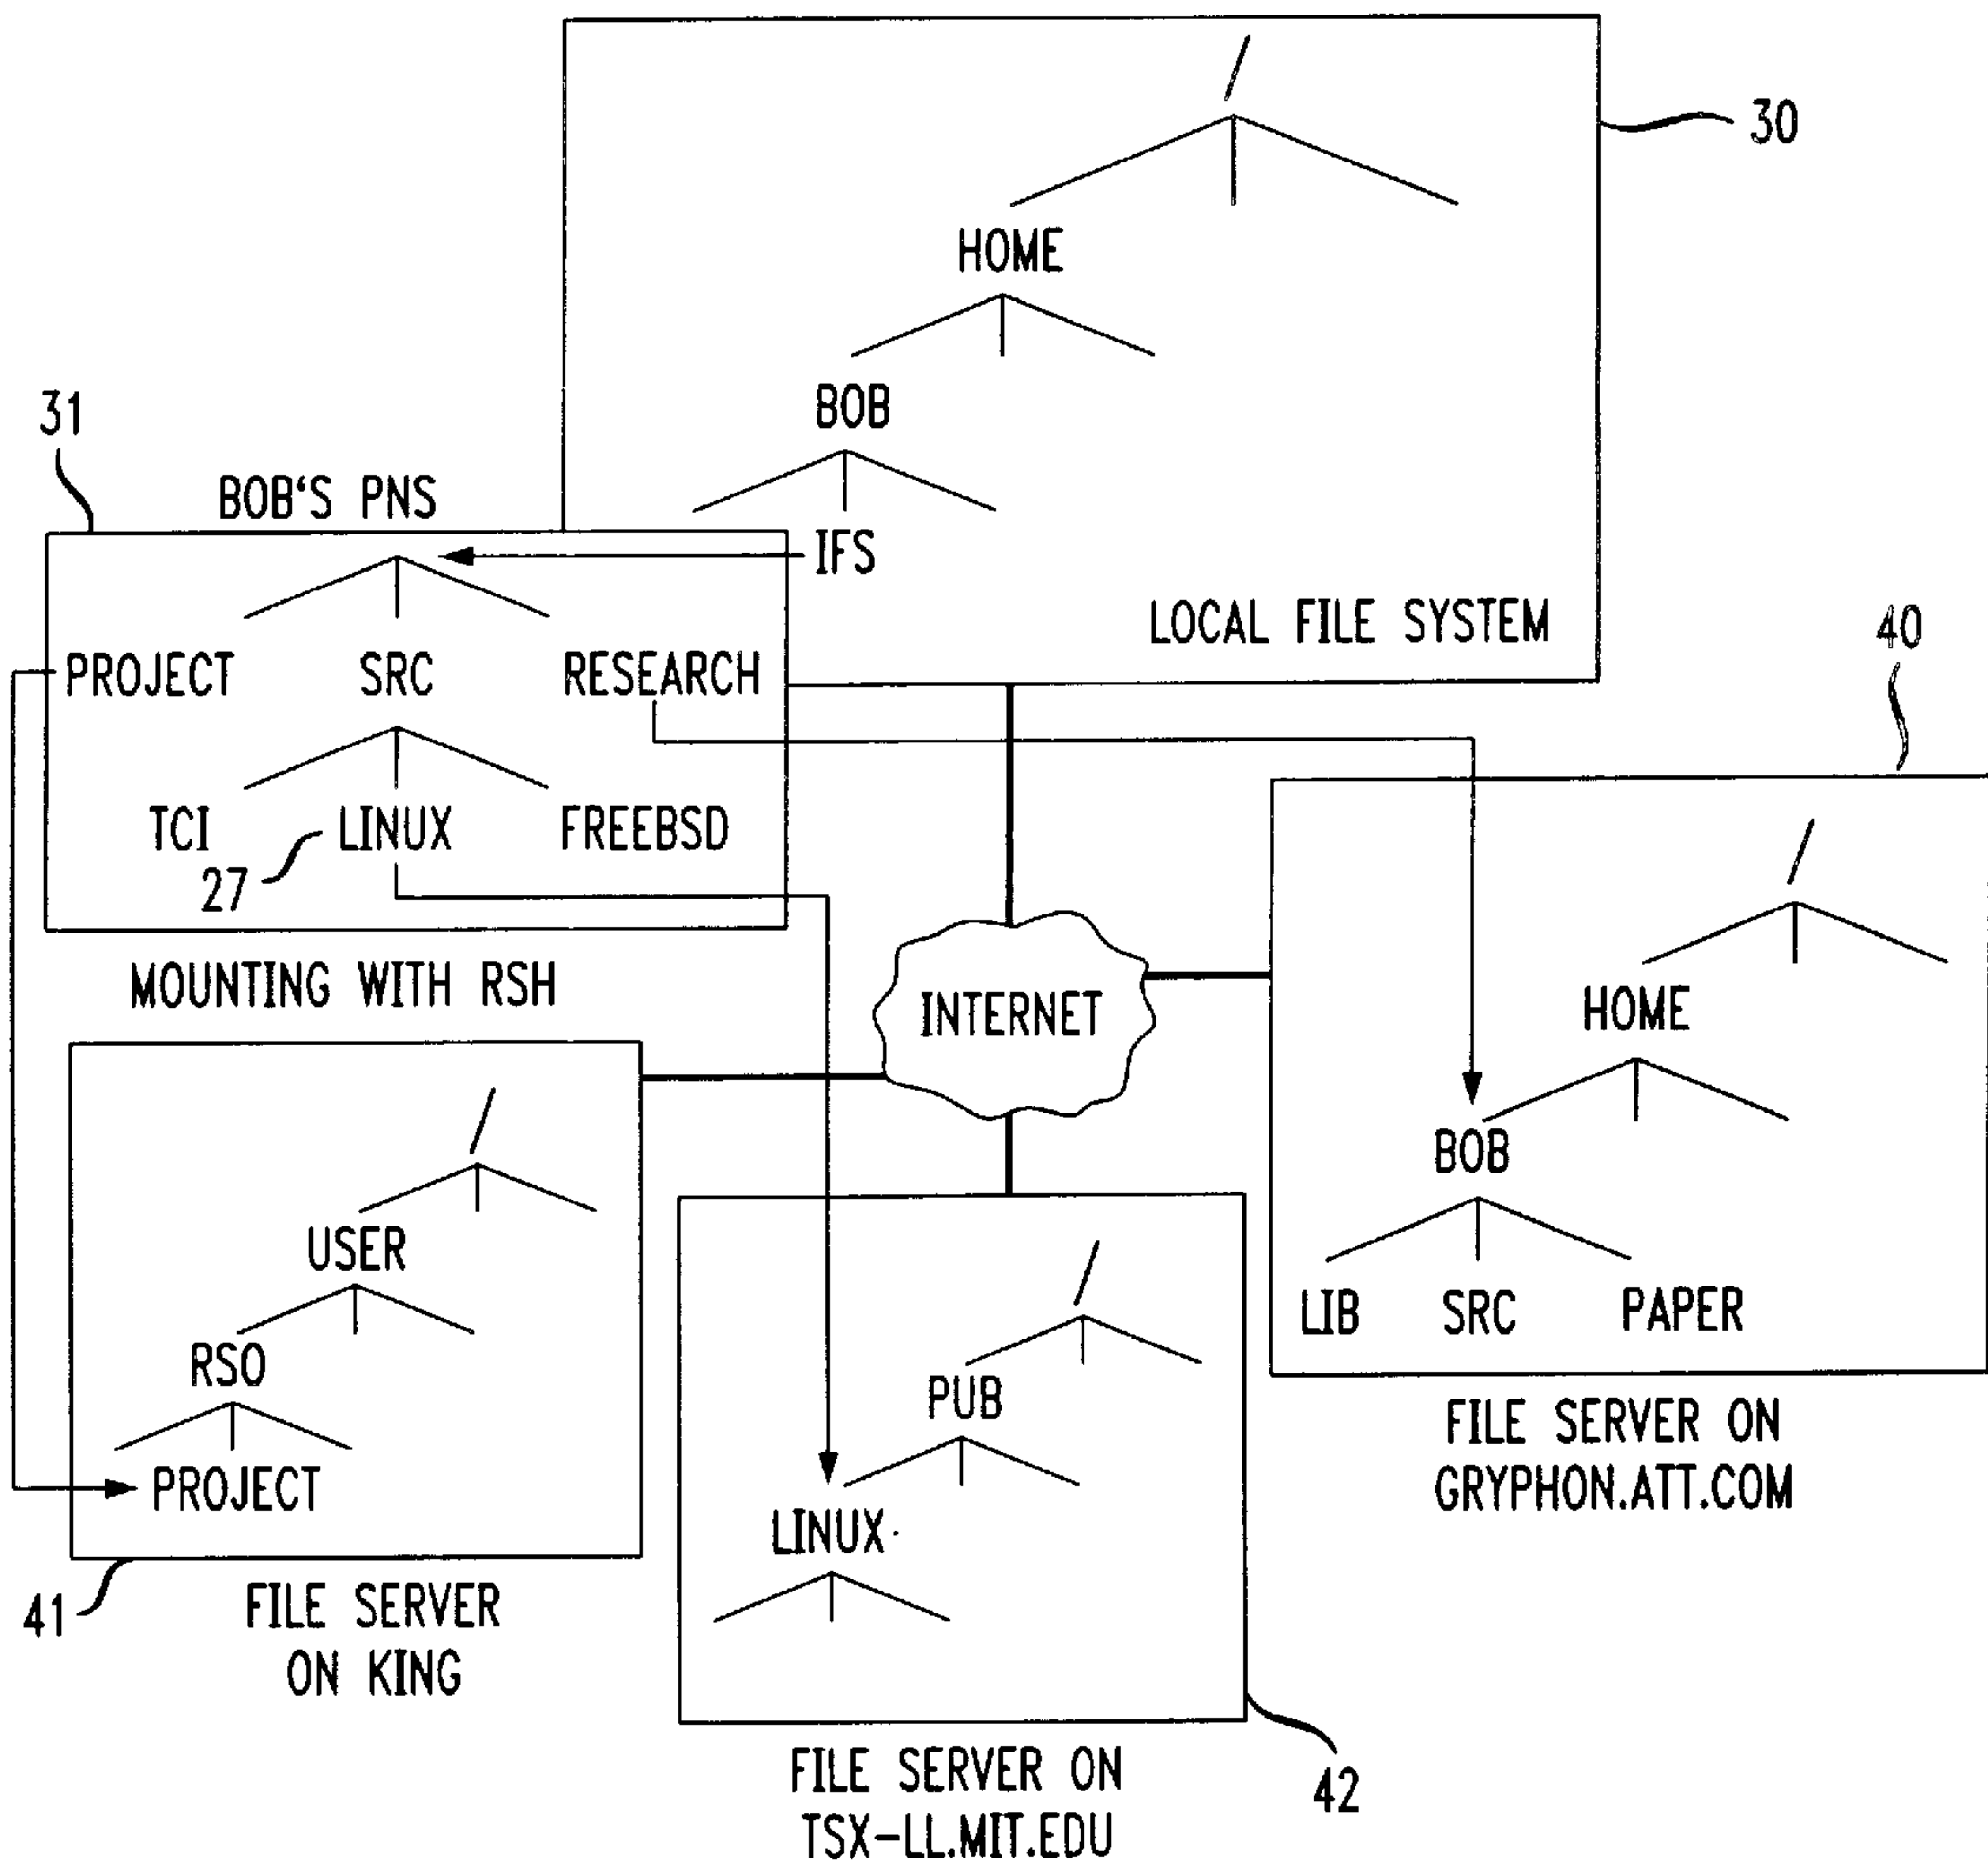 /
30
HOME
BOB
31
BOB'S PNS
IFS
LOCAL FILE SYSTEM
PROJECT SRC RESEARCH
TCI LINUX FREEBSD
27
40
MOUNTING WITH RSH
INTERNET
/
HOME
BOB
LIB SRC PAPER
FILE SERVER ON
GRYPHON.ATT.COM
/
USER
RSO
PROJECT
41
FILE SERVER
ON KING
/
PUB
LINUX
42
FILE SERVER ON
TSX-LL.MIT.EDU